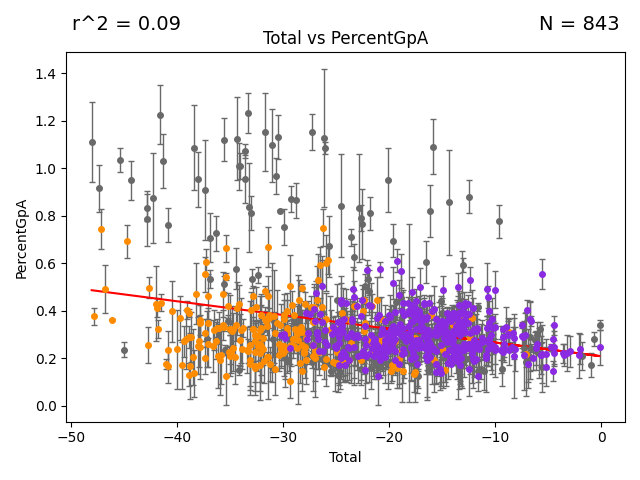 r^2 = 0.09
N = 843
Total vs PercentGpA
1.4
1.2
1.0
0.8
0.6
0.4
0.2
0.0
PercentGpA
−50 −40 −30 −20 −10 0
Total